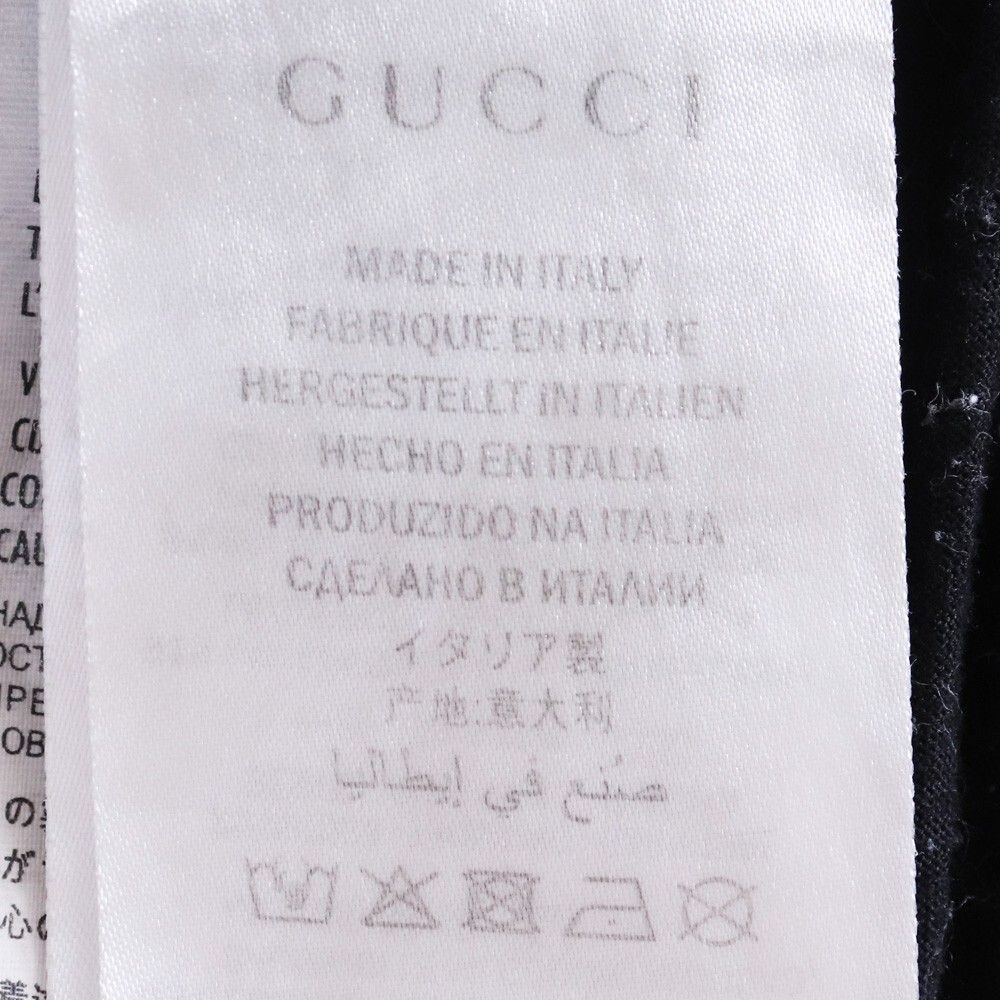 GUCCI
MADE IN ITALY
FABRIQUE EN ITALIE
HERGESTELLT IN ITALIEN
HECHO EN ITALIA
PRODUZIDO NA ITALIA
СДЕЛАНО В ИТАЛИИ
イタリア製
产地:意大利
صنع في إيطاليا